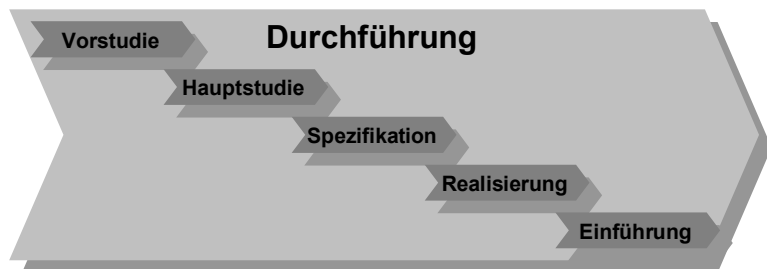 Durchführung
Vorstudie
Hauptstudie
Spezifikation
Realisierung
Einführung